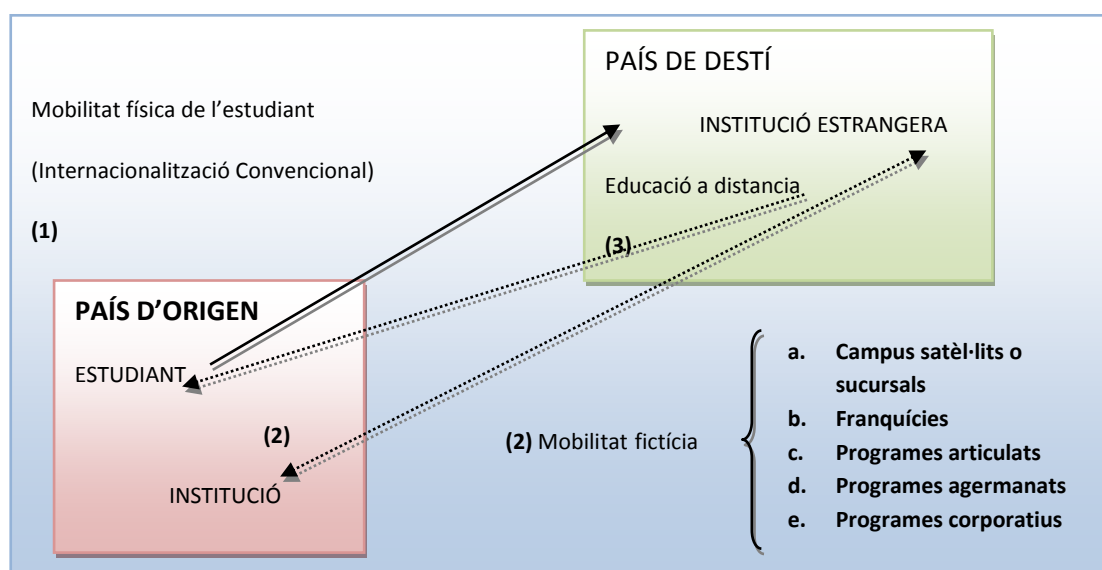 PAÍS DE DESTÍ
INSTITUCIÓ ESTRANGERA
Mobilitat física de l’estudiant
(Internacionalització Convencional)
(1)
Educació a distancia
(3)
PAÍS D’ORIGEN
ESTUDIANT
(2)
INSTITUCIÓ
(2) Mobilitat fictícia
a. Campus satèl·lits o
sucursals
b. Franquícies
c. Programes articulats
d. Programes agermanats
e. Programes corporatius